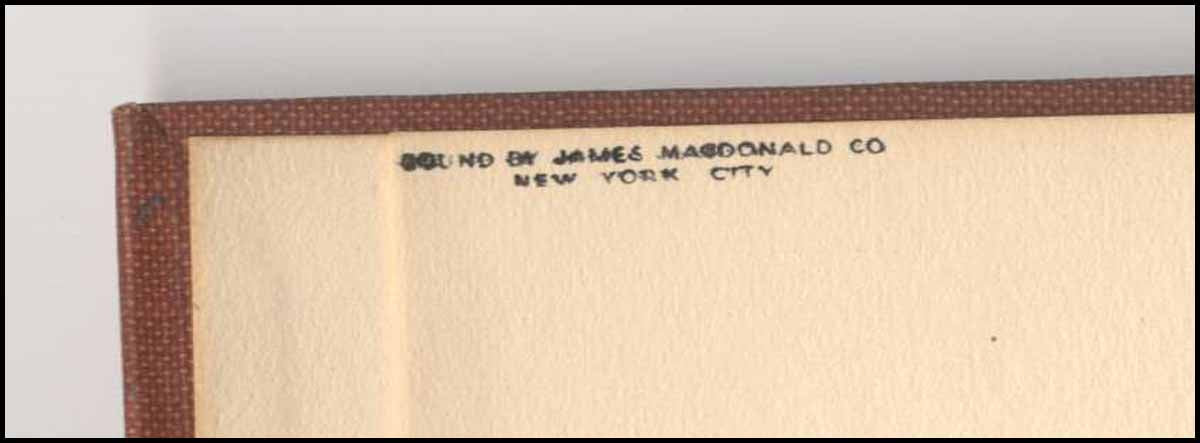 BOUND BY JAMES MACDONALD CO
NEW YORK CITY